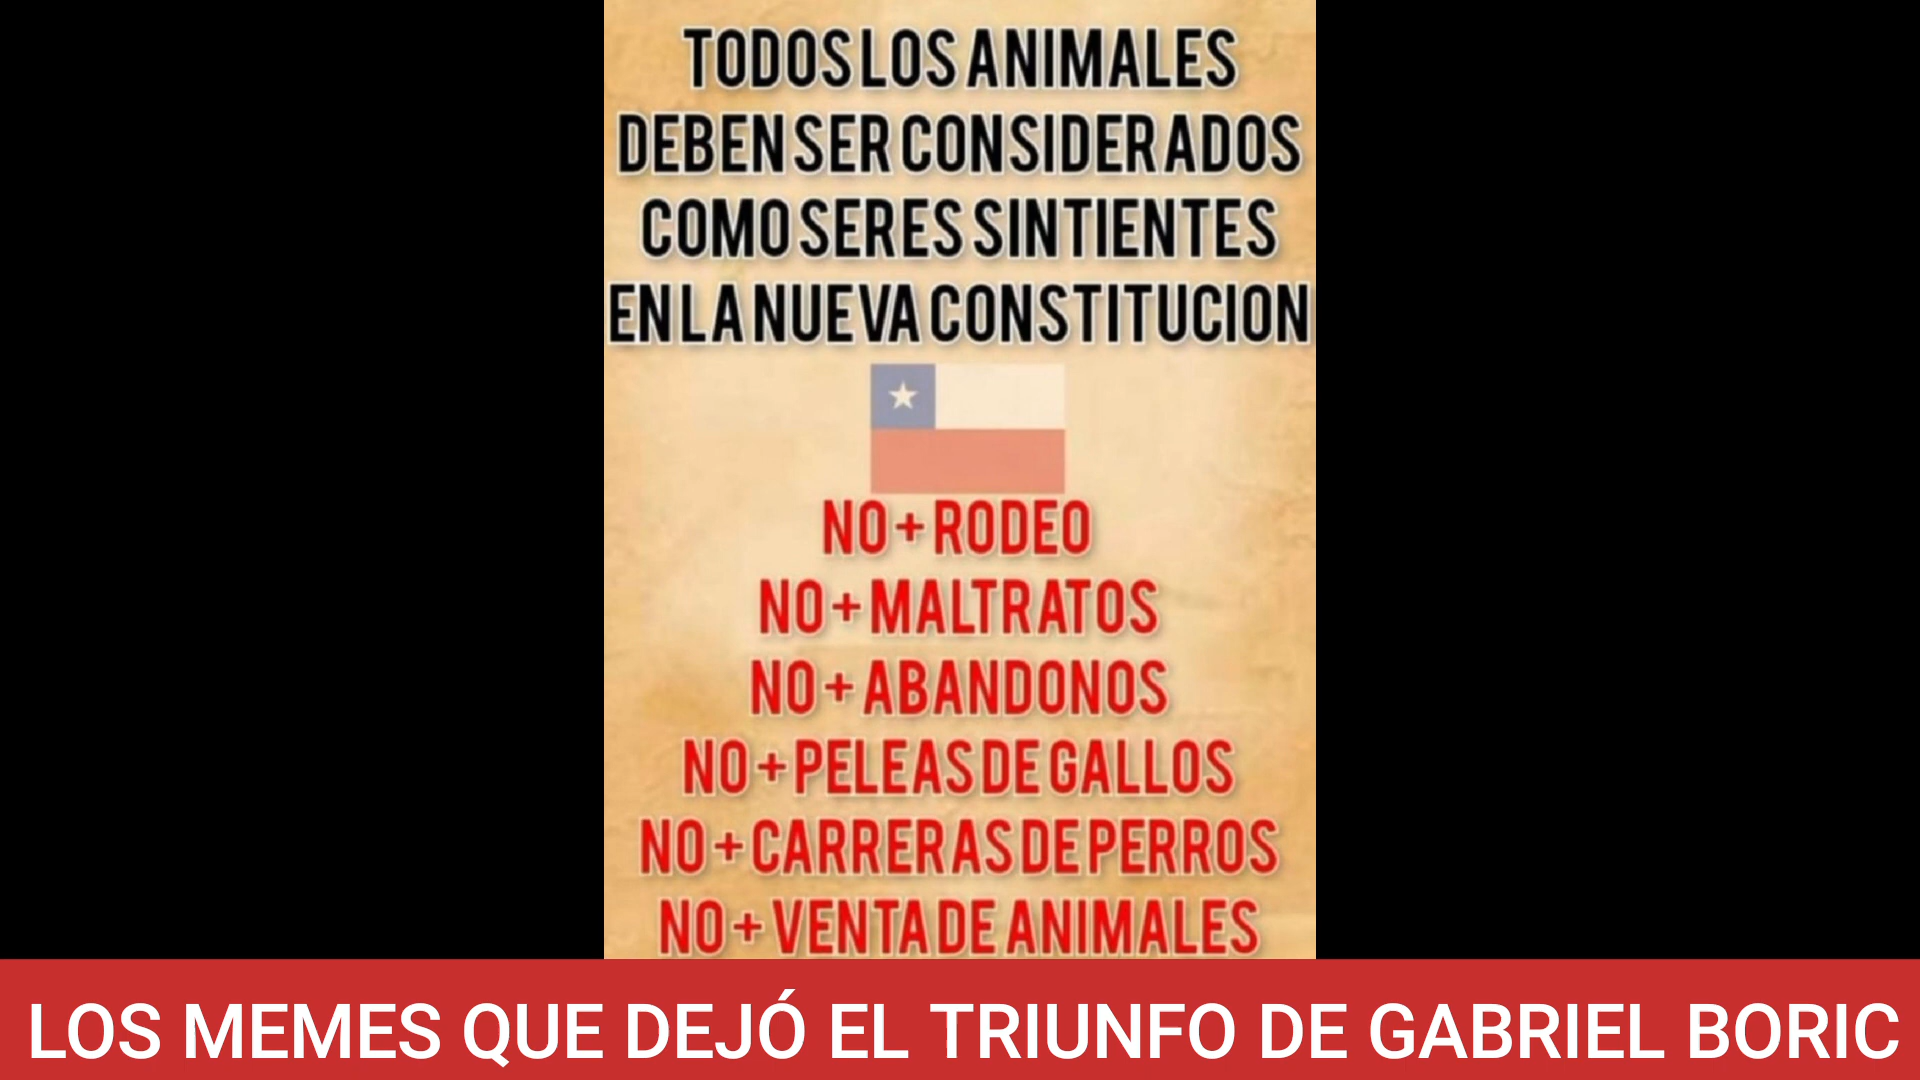 TODOS LOS ANIMALES
DEBEN SER CONSIDERADOS
COMO SERES SINTIENTES
EN LA NUEVA CONSTITUCION
NO + RODEO
NO + MALTRATOS
NO + ABANDONOS
NO + PELEAS DE GALLOS
NO + CARRERAS DE PERROS
NO + VENTA DE ANIMALES
LOS MEMES QUE DEJÓ EL TRIUNFO DE GABRIEL BORIC